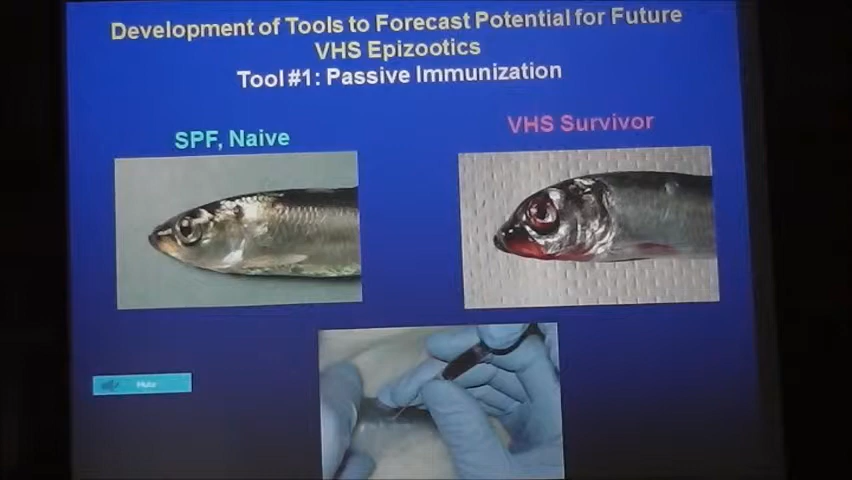 Development of Tools to Forecast Potential for Future
VHS Epizootics
Tool #1: Passive Immunization
SPF, Naive
VHS Survivor